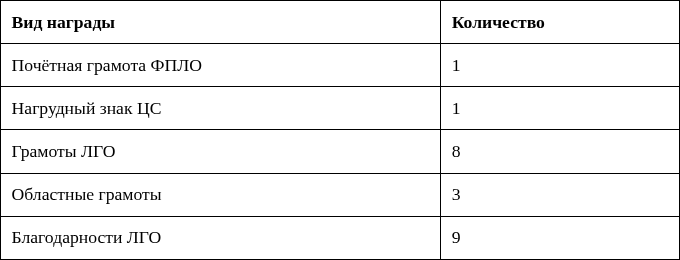 Вид награды Количество
Почётная грамота ФПЛО 1
Нагрудный знак ЦС 1
Грамоты ЛГО 8
Областные грамоты 3
Благодарности ЛГО 9